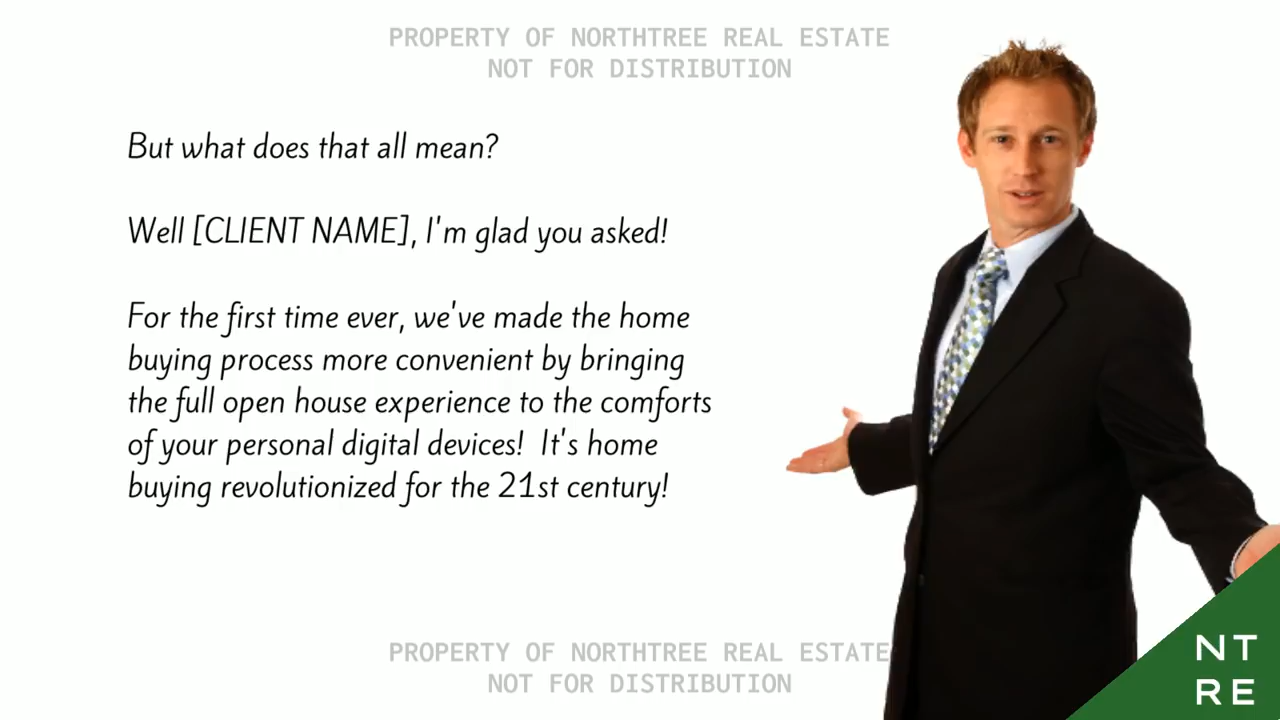 PROPERTY OF NORTHTREE REAL ESTATE
NOT FOR DISTRIBUTION
But what does that all mean?
Well [CLIENT NAME], I'm glad you asked!
For the first time ever, we've made the home
buying process more convenient by bringing
the full open house experience to the comforts
of your personal digital devices!  It's home
buying revolutionized for the 21st century!
PROPERTY OF NORTHTREE REAL ESTATE
NOT FOR DISTRIBUTION
NT
RE